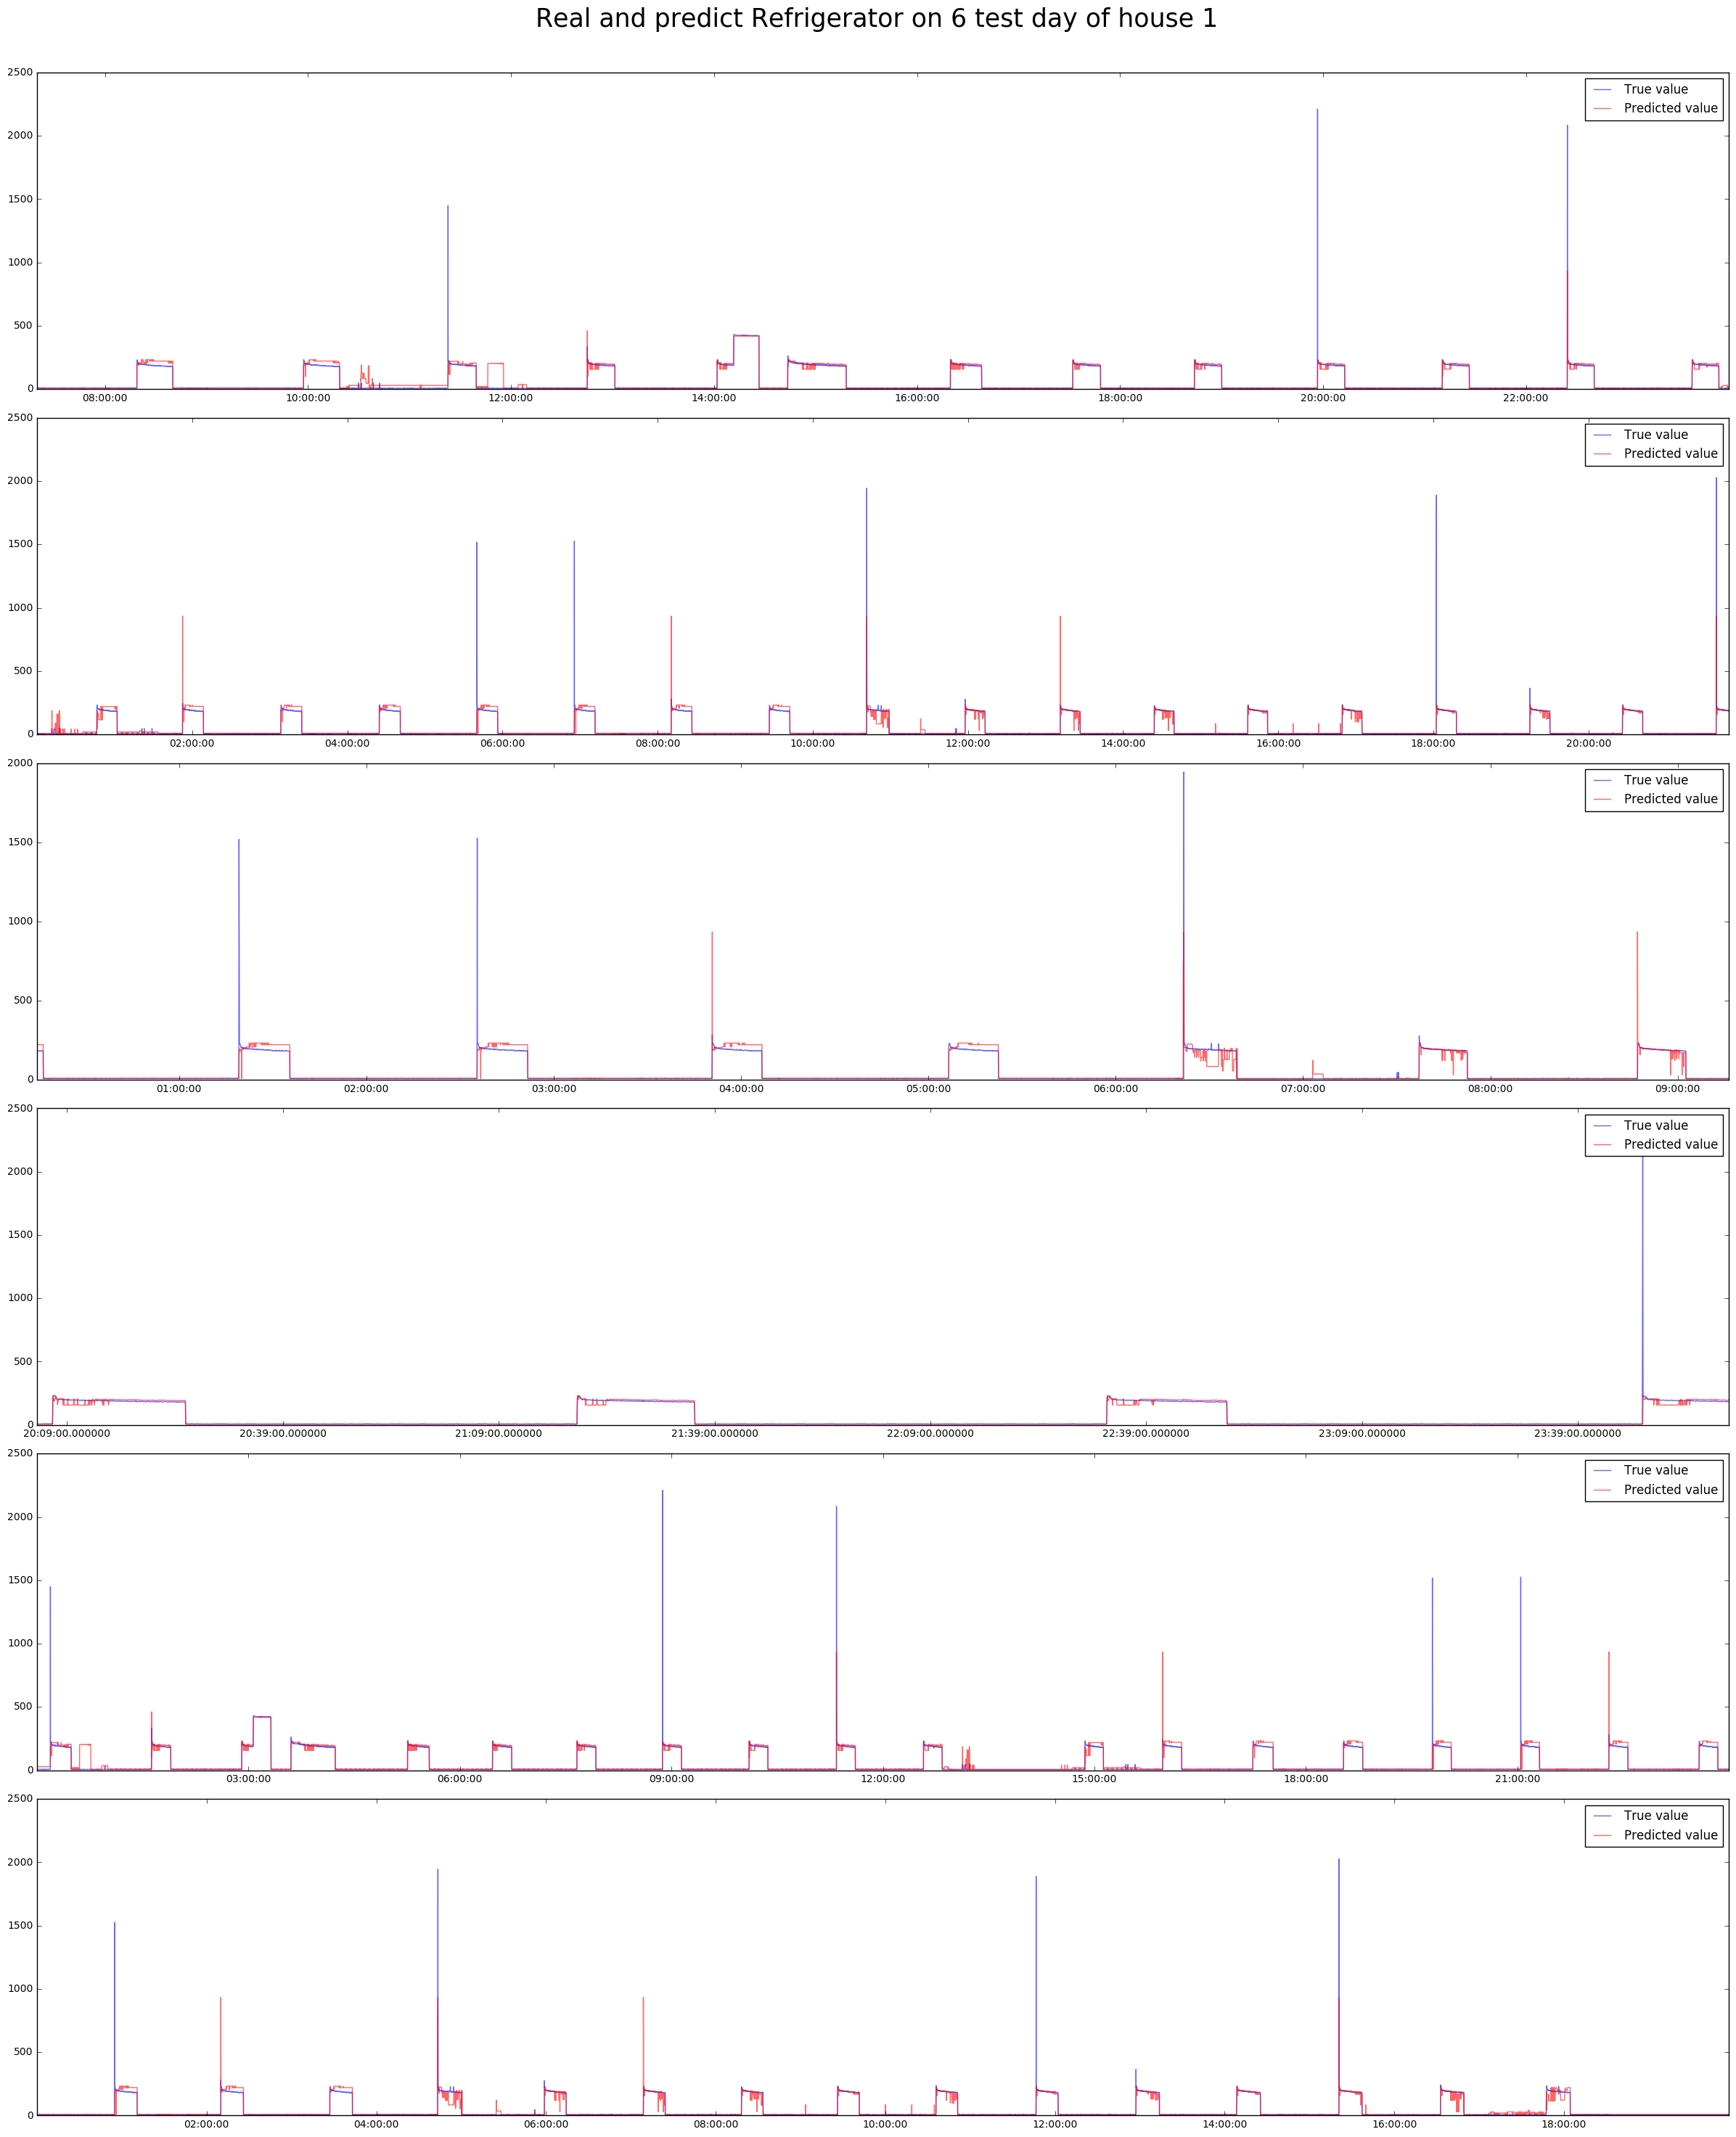 Real and predict Refrigerator on 6 test day of house 1
2500
2000
1500
1000
500
0
True value
Predicted value
08:00:00 10:00:00 12:00:00 14:00:00 16:00:00 18:00:00 20:00:00 22:00:00
2500
2000
1500
1000
500
0
True value
Predicted value
02:00:00 04:00:00 06:00:00 08:00:00 10:00:00 12:00:00 14:00:00 16:00:00 18:00:00 20:00:00
2000
1500
1000
500
0
True value
Predicted value
01:00:00 02:00:00 03:00:00 04:00:00 05:00:00 06:00:00 07:00:00 08:00:00 09:00:00
2500
2000
1500
1000
500
0
True value
Predicted value
20:09:00.000000 20:39:00.000000 21:09:00.000000 21:39:00.000000 22:09:00.000000 22:39:00.000000 23:09:00.000000 23:39:00.000000
2500
2000
1500
1000
500
0
True value
Predicted value
03:00:00 06:00:00 09:00:00 12:00:00 15:00:00 18:00:00 21:00:00
2500
2000
1500
1000
500
0
True value
Predicted value
02:00:00 04:00:00 06:00:00 08:00:00 10:00:00 12:00:00 14:00:00 16:00:00 18:00:00